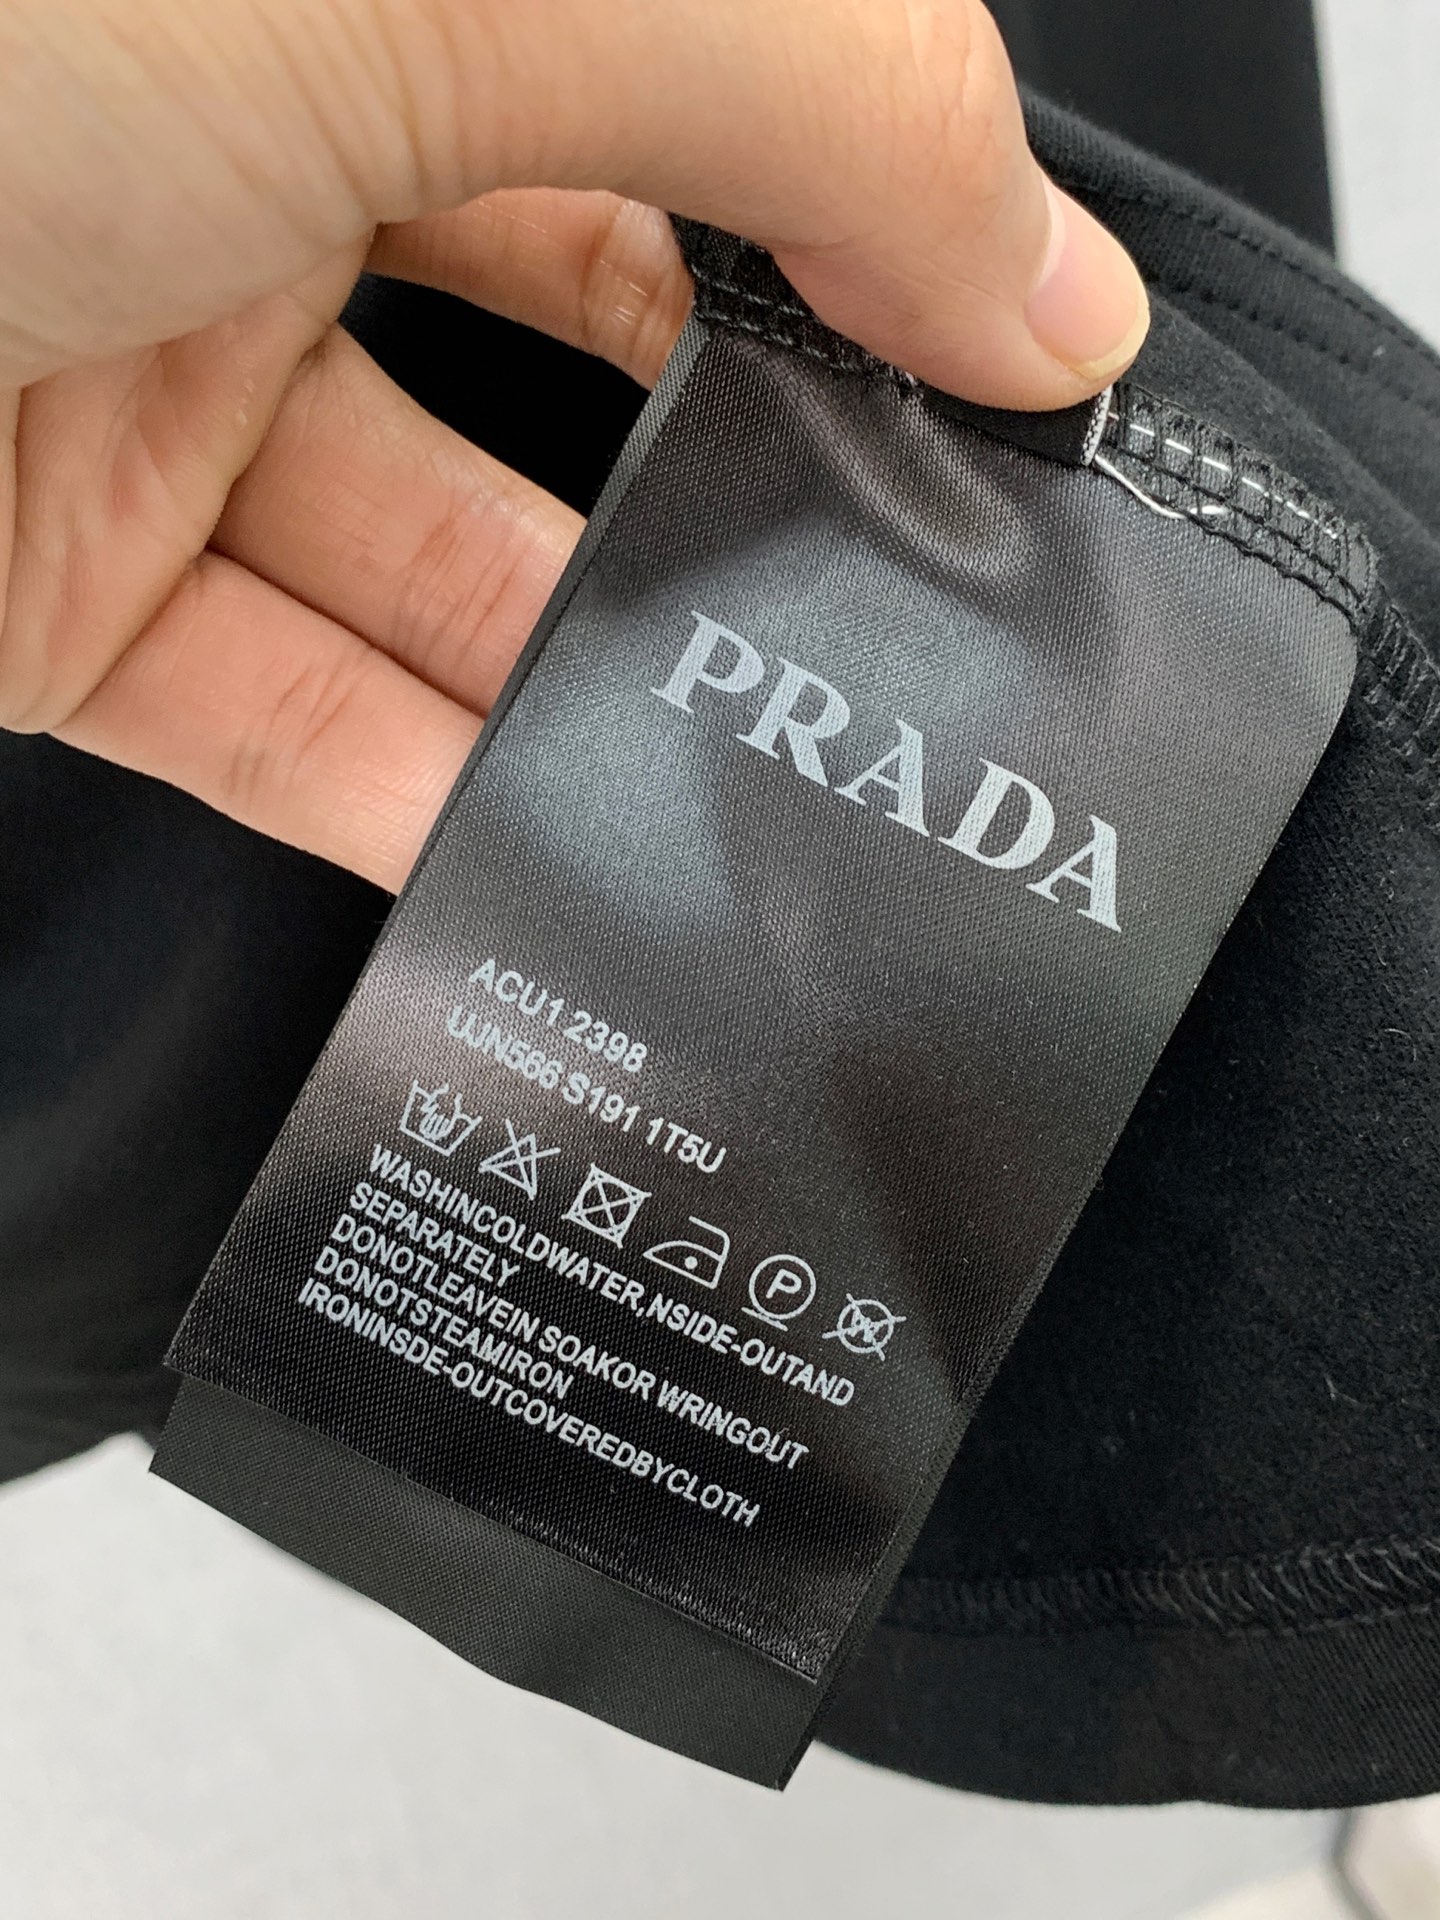 PRADA
ACU1 2398
UJN566 S191 1T5U
P
WASHINCOLDWATER,NSIDE-OUTAND
SEPARATELY
DONOTLEAVEIN SOAKOR WRINGOUT
DONOTSTEAMIRON
IRONINSDE-OUTCOVEREDBYCLOTH